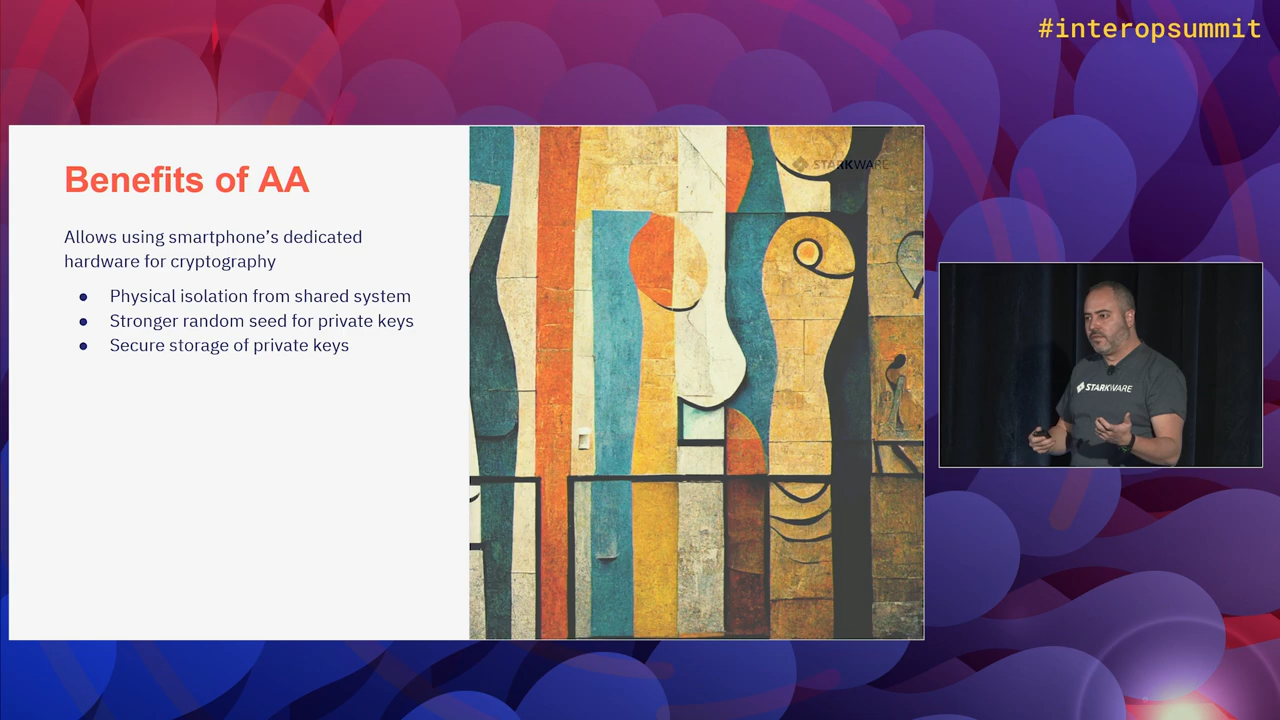 #interopsummit
Benefits of AA
STARKWARE
Allows using smartphone’s dedicated
hardware for cryptography
● Physical isolation from shared system
● Stronger random seed for private keys
● Secure storage of private keys
STARKWARE